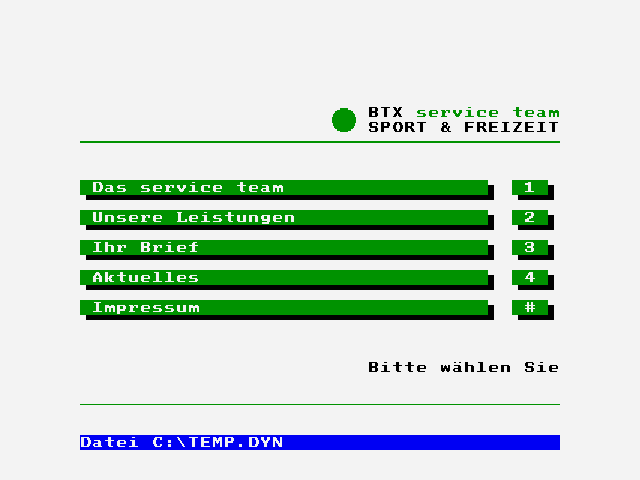 BTX service team
SPORT & FREIZEIT
Das service team 1
Unsere Leistungen 2
Ihr Brief 3
Aktuelles 4
Impressum #
Bitte wählen Sie
Datei C:\TEMP.DYN